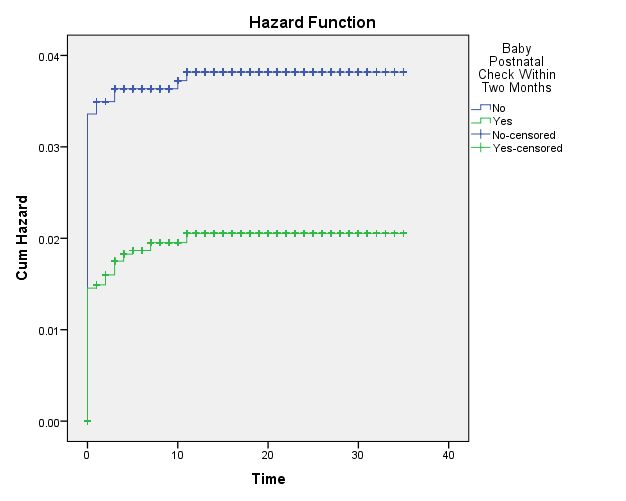 Hazard Function
Baby
Postnatal
Check Within
Two Months
No
Yes
No-censored
Yes-censored
Cum Hazard
0.04
0.03
0.02
0.01
0.00
0 10 20 30 40
Time